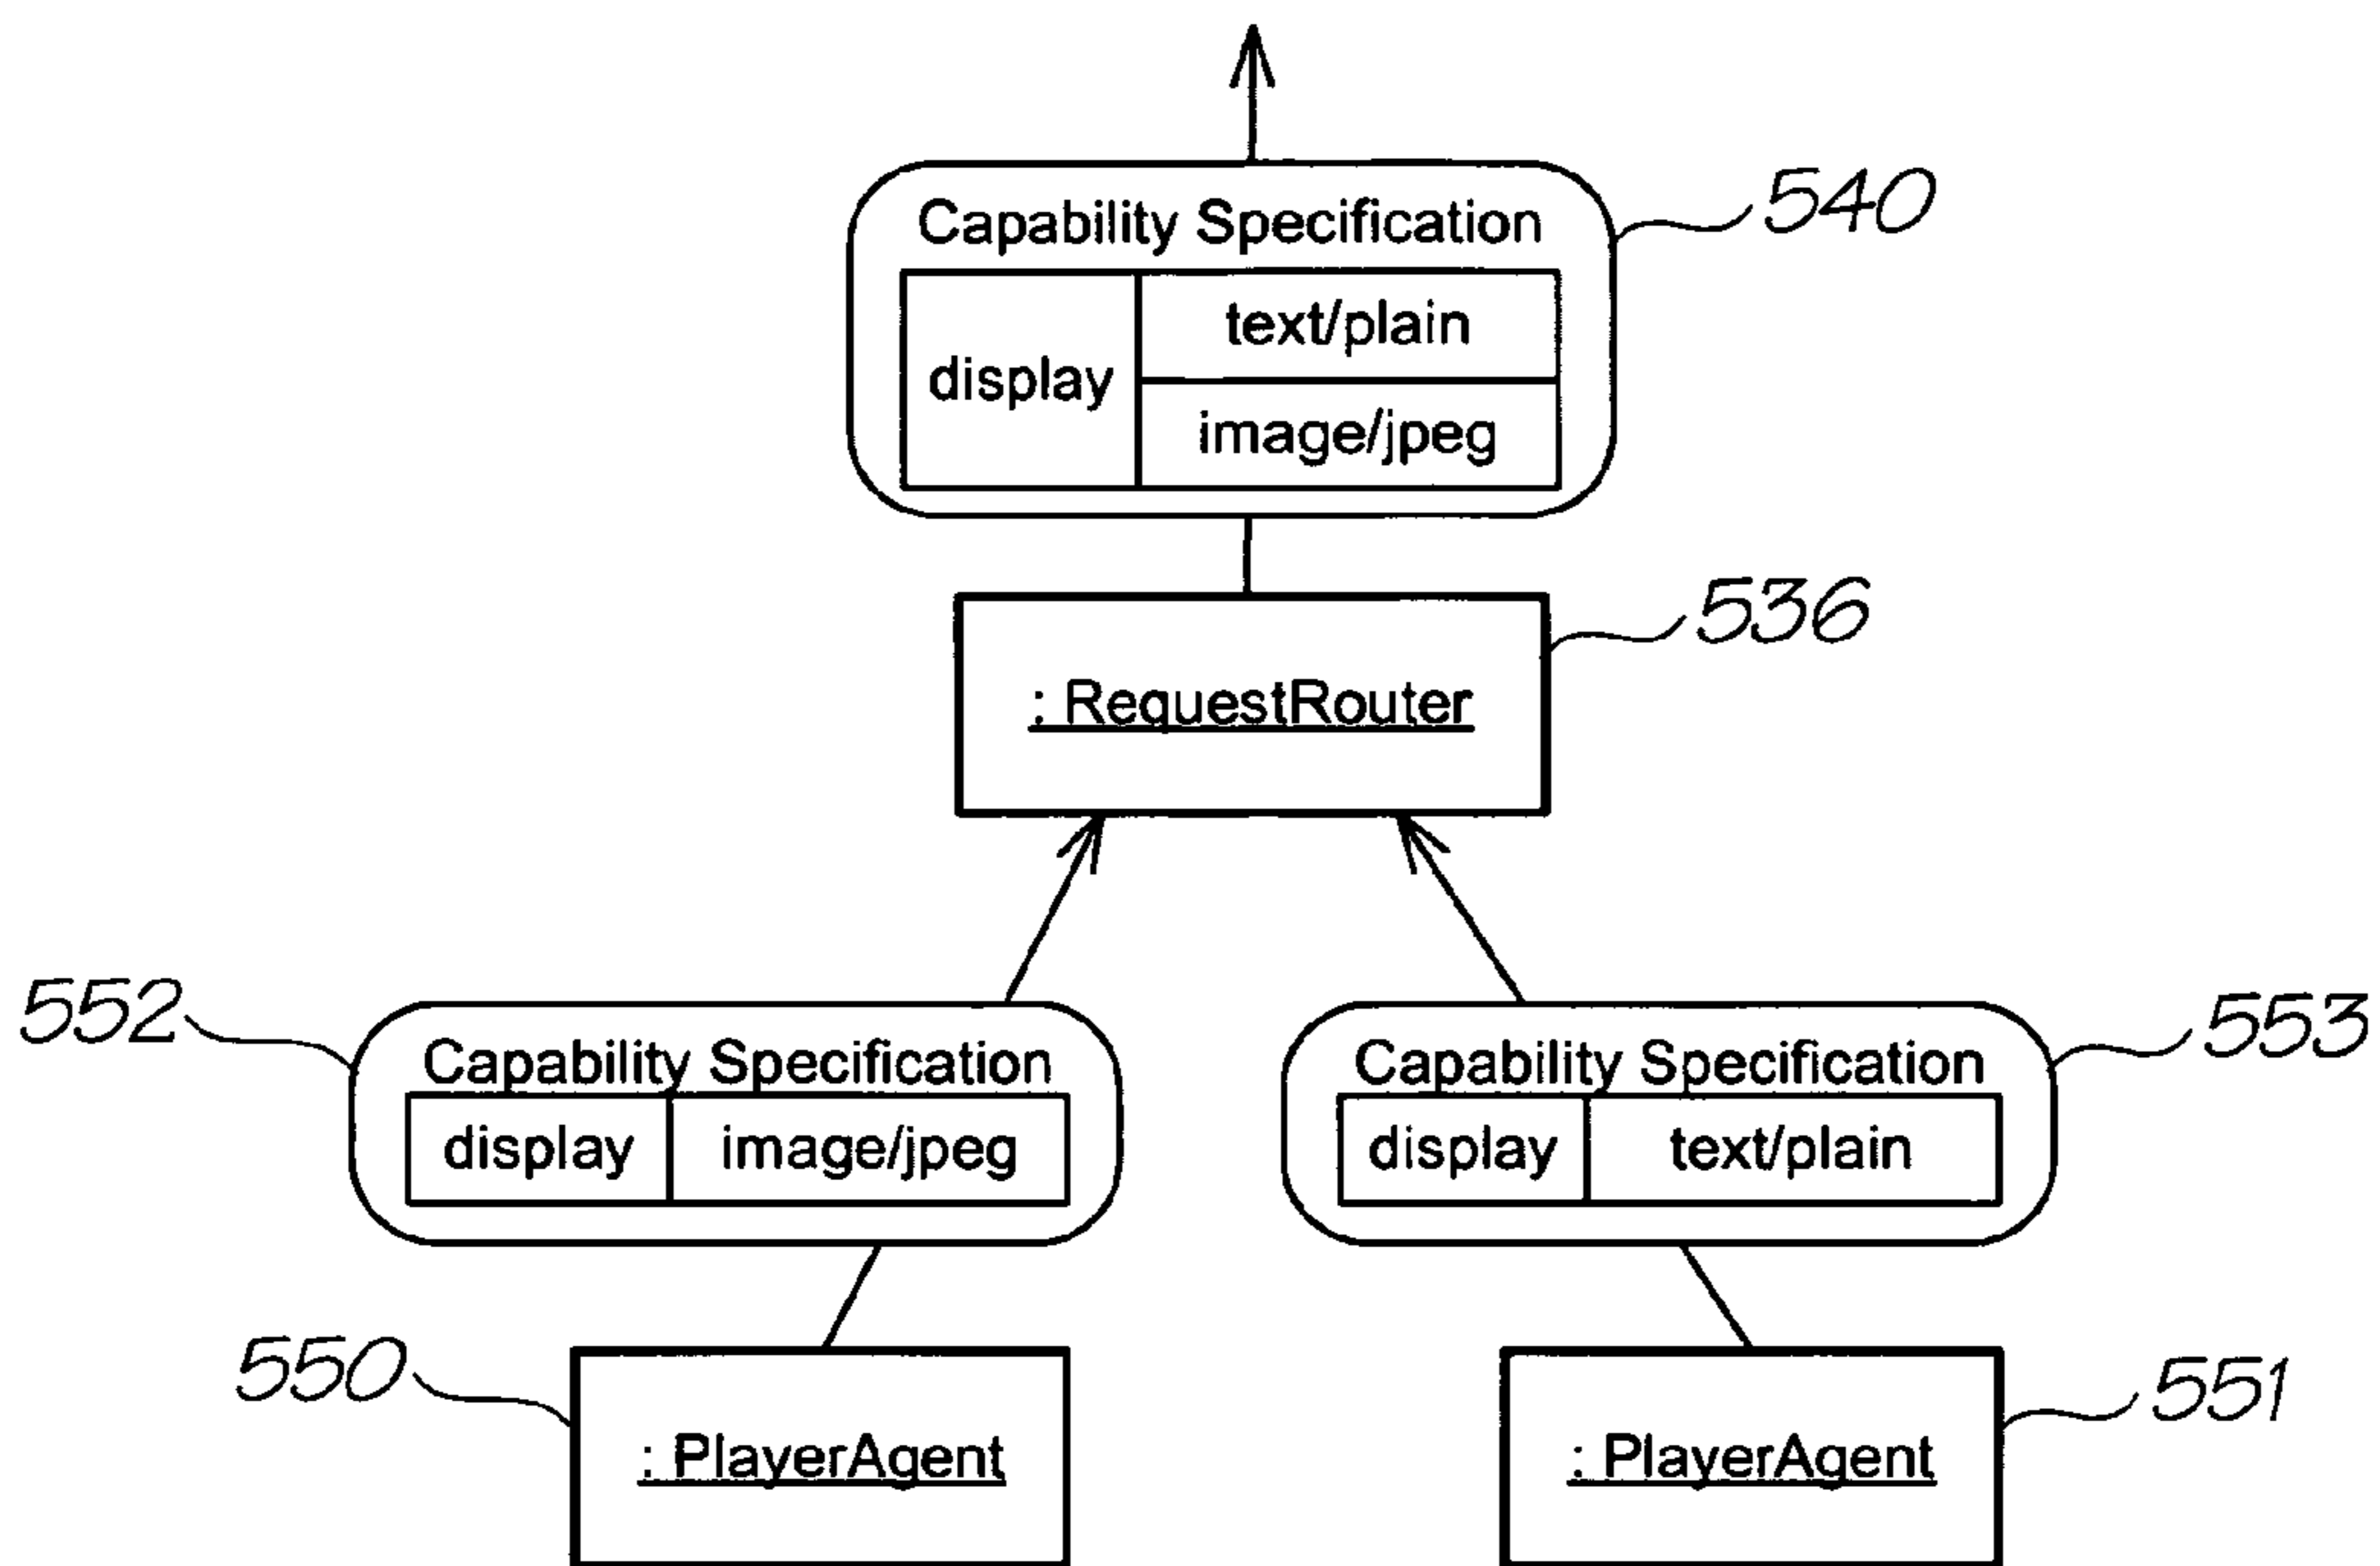 Capability Specification
540
display
text/plain
image/jpeg
536
: RequestRouter
552
Capability Specification
display
image/jpeg
553
Capability Specification
display
text/plain
550
: PlayerAgent
551
: PlayerAgent